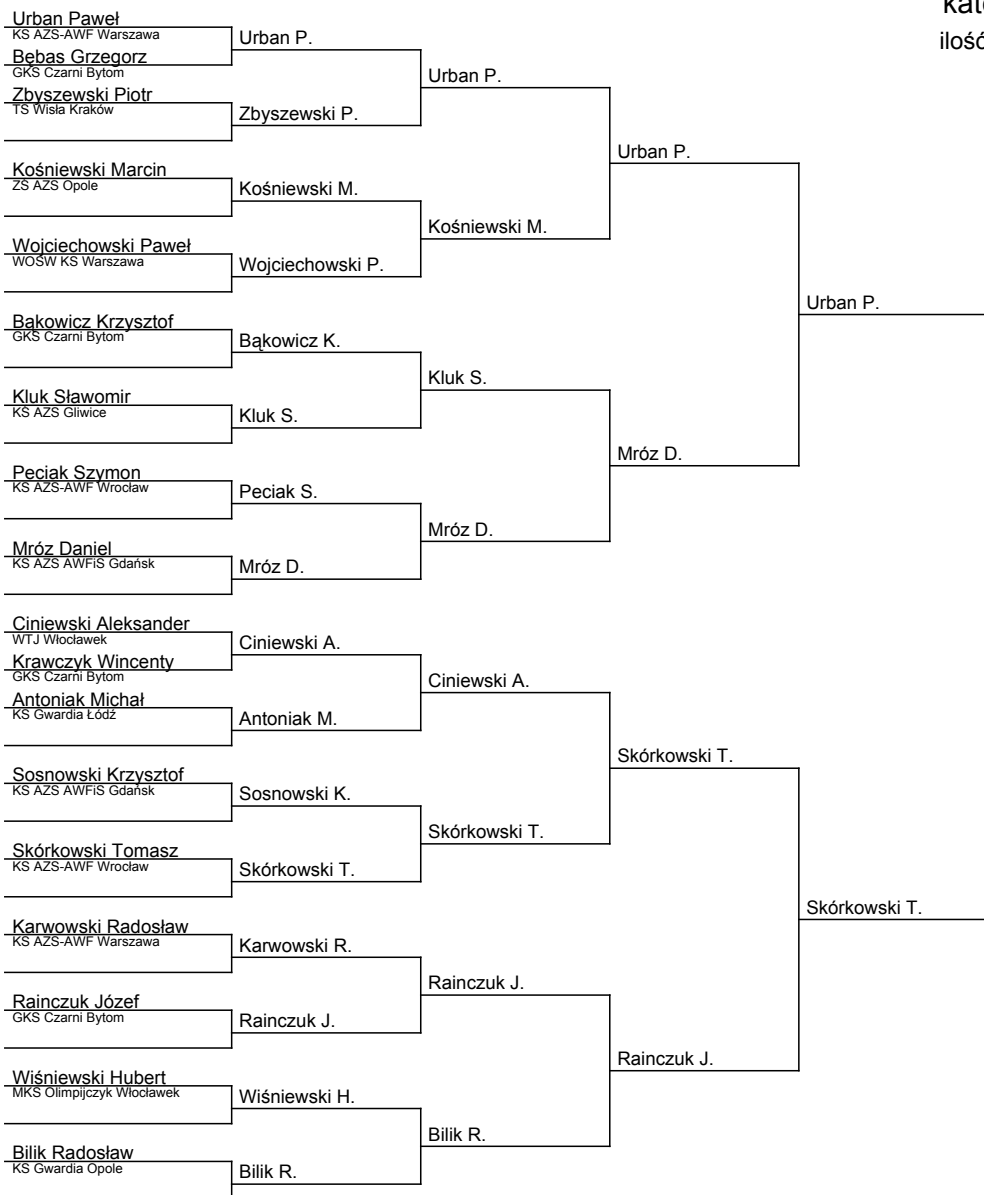 kate
ilość
Urban Paweł
KS AZS-AWF Warszawa
Bębas Grzegorz
GKS Czarni Bytom
Zbyszewski Piotr
TS Wisła Kraków
Kośniewski Marcin
ZŚ AZS Opole
Wojciechowski Paweł
WOŚW KS Warszawa
Bąkowicz Krzysztof
GKS Czarni Bytom
Kluk Sławomir
KŚ AZS Gliwice
Peciak Szymon
KS AZS-AWF Wrocław
Mróz Daniel
KS AZS AWFiS Gdańsk
Ciniewski Aleksander
WTJ Włocławek
Krawczyk Wincenty
GKS Czarni Bytom
Antoniak Michał
KS Gwardia Łódź
Sosnowski Krzysztof
KS AZS AWFiS Gdańsk
Skórkowski Tomasz
KS AZS-AWF Wrocław
Karwowski Radosław
KS AZS-AWF Warszawa
Rainczuk Józef
GKS Czarni Bytom
Wiśniewski Hubert
MKS Olimpijczyk Włocławek
Bilik Radosław
KS Gwardia Opole
Urban P.
Zbyszewski P.
Kośniewski M.
Wojciechowski P.
Bąkowicz K.
Kluk S.
Peciak S.
Mróz D.
Ciniewski A.
Antoniak M.
Sosnowski K.
Skórkowski T.
Karwowski R.
Rainczuk J.
Wiśniewski H.
Bilik R.
Urban P.
Kośniewski M.
Kluk S.
Mróz D.
Ciniewski A.
Skórkowski T.
Rainczuk J.
Bilik R.
Urban P.
Mróz D.
Skórkowski T.
Rainczuk J.
Urban P.
Skórkowski T.